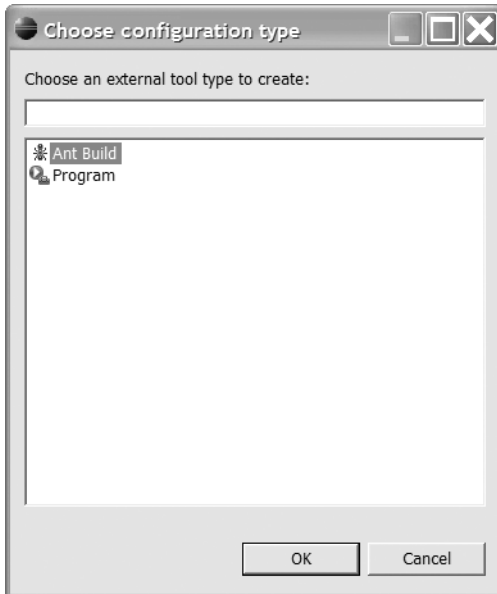 Choose configuration type
Choose an external tool type to create:
Ant Build
Program
OK
Cancel